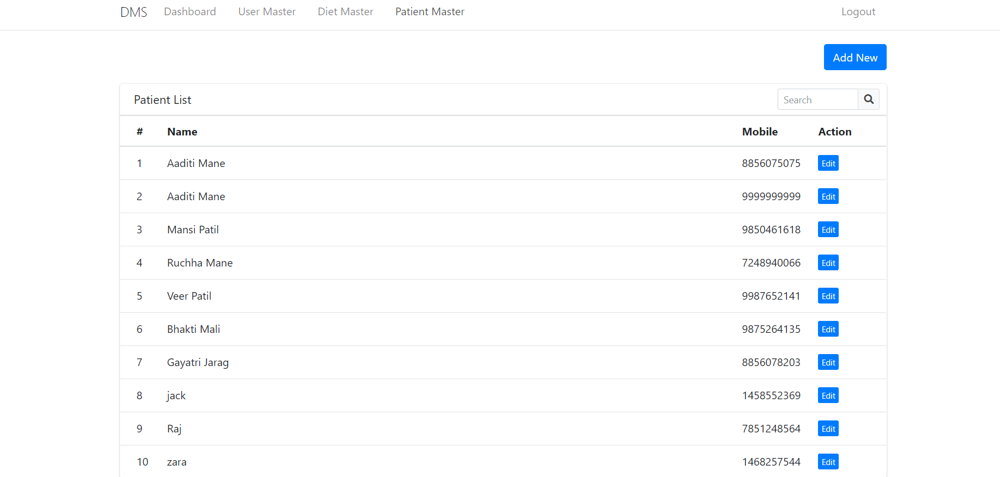 DMS Dashboard User Master Diet Master Patient Master Logout
Add New
Patient List Search
# Name Mobile Action
1 Aaditi Mane 8856075075 Edit
2 Aaditi Mane 9999999999 Edit
3 Mansi Patil 9850461618 Edit
4 Ruchha Mane 7248940066 Edit
5 Veer Patil 9987652141 Edit
6 Bhakti Mali 9875264135 Edit
7 Gayatri Jarag 8856078203 Edit
8 jack 1458552369 Edit
9 Raj 7851248564 Edit
10 zara 1468257544 Edit